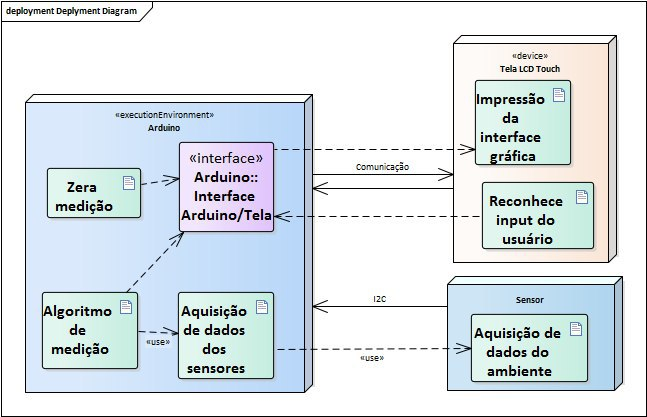 deployment Deplyment Diagram
«executionEnvironment»
Arduino
«interface»
Arduino::
Interface
Arduino/Tela
Zera
medição
Algoritmo
de
medição
«use»
Aquisição
de dados
dos
sensores
Comunicação
I2C
«use»
«device»
Tela LCD Touch
Impressão
da
interface
gráfica
Reconhece
input do
usuário
Sensor
Aquisição de
dados do
ambiente